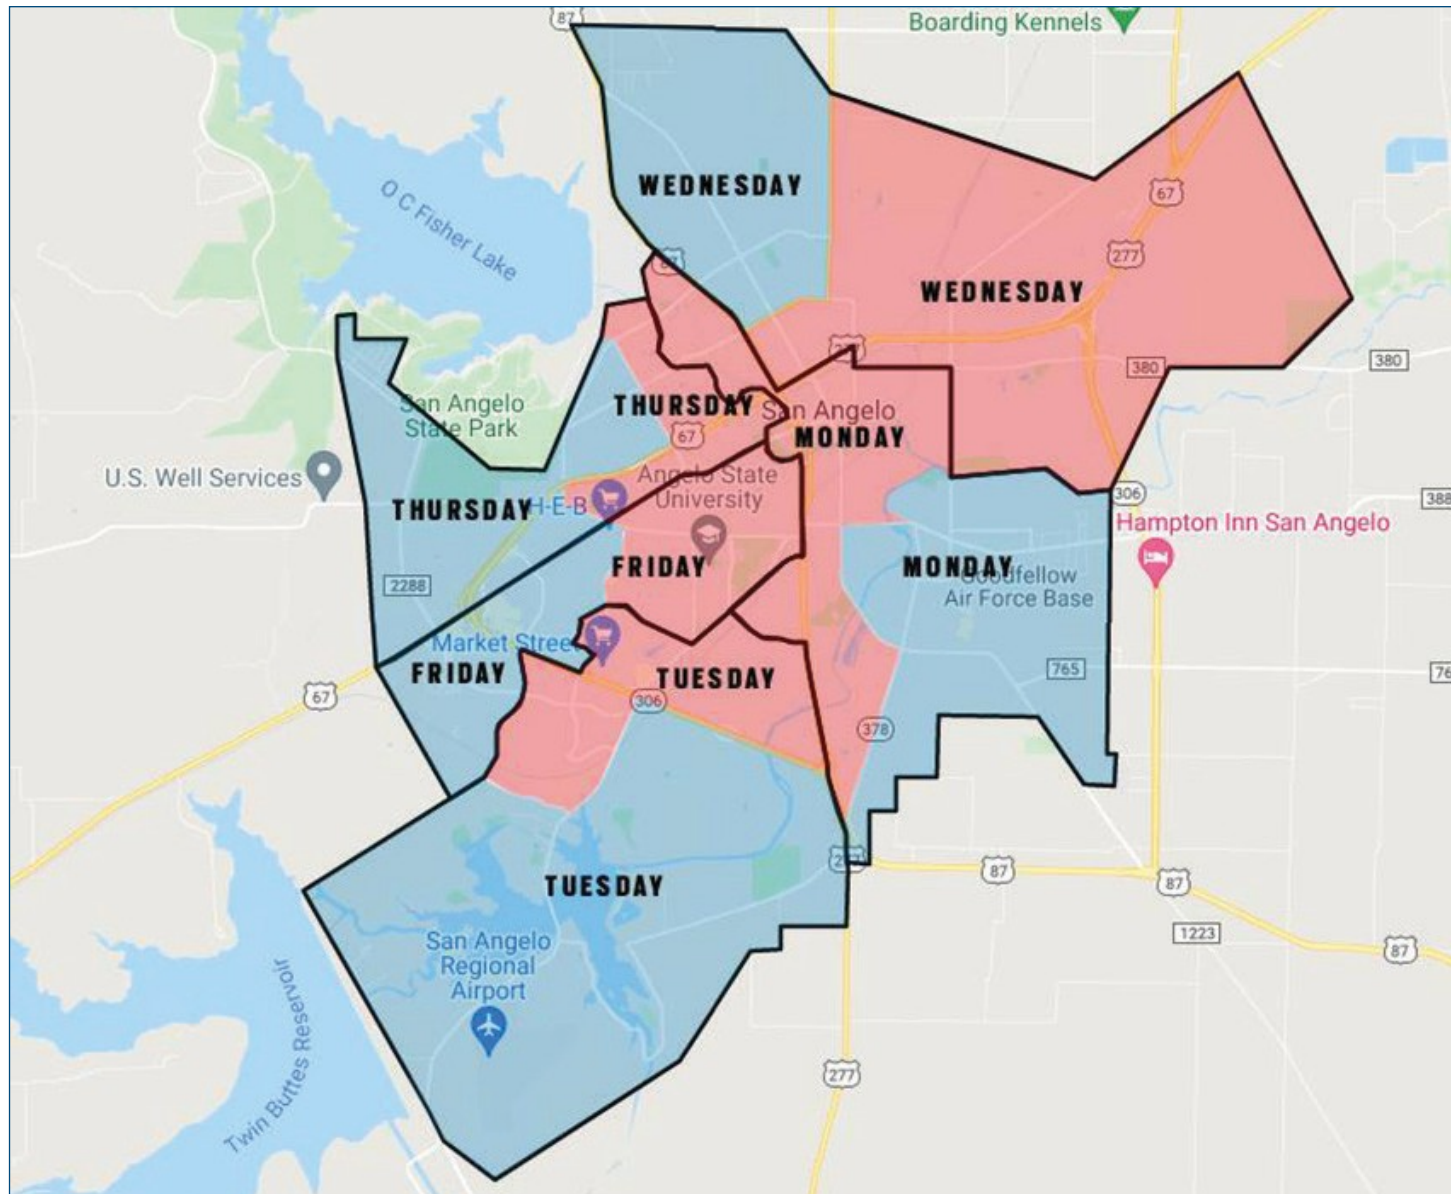 87
Boarding Kennels
WEDNESDAY
67
O C Fisher Lake
277
87
WEDNESDAY
277
380
380
San Angelo
State Park
THURSDAY
San Angelo
67
MONDAY
U.S. Well Services
Angelo State
University
THURSDAY
H-E-B
306
388
Hampton Inn San Angelo
FRIDAY
MONDAY
Goodfellow
Air Force Base
2288
Market Street
FRIDAY
TUESDAY
765
76
67
306
378
87
87
TUESDAY
San Angelo
Regional
Airport
1223
87
Twin Buttes Reservoir
277